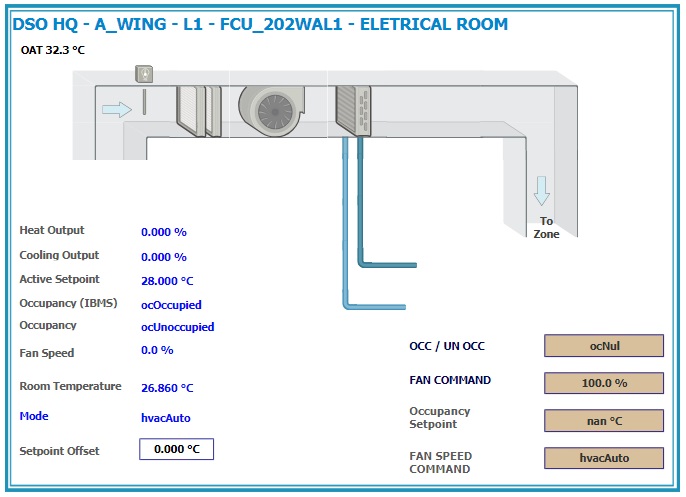 DSO HQ - A_WING - L1 - FCU_202WAL1 - ELETRICAL ROOM
OAT 32.3 °C
To
Zone
Heat Output 0.000 %
Cooling Output 0.000 %
Active Setpoint 28.000 °C
Occupancy (IBMS) ocOccupied
Occupancy ocUnoccupied
Fan Speed 0.0 %
Room Temperature 26.860 °C
Mode hvacAuto
Setpoint Offset 0.000 °C
OCC / UN OCC ocNul
FAN COMMAND 100.0 %
Occupancy
Setpoint nan °C
FAN SPEED
COMMAND hvacAuto